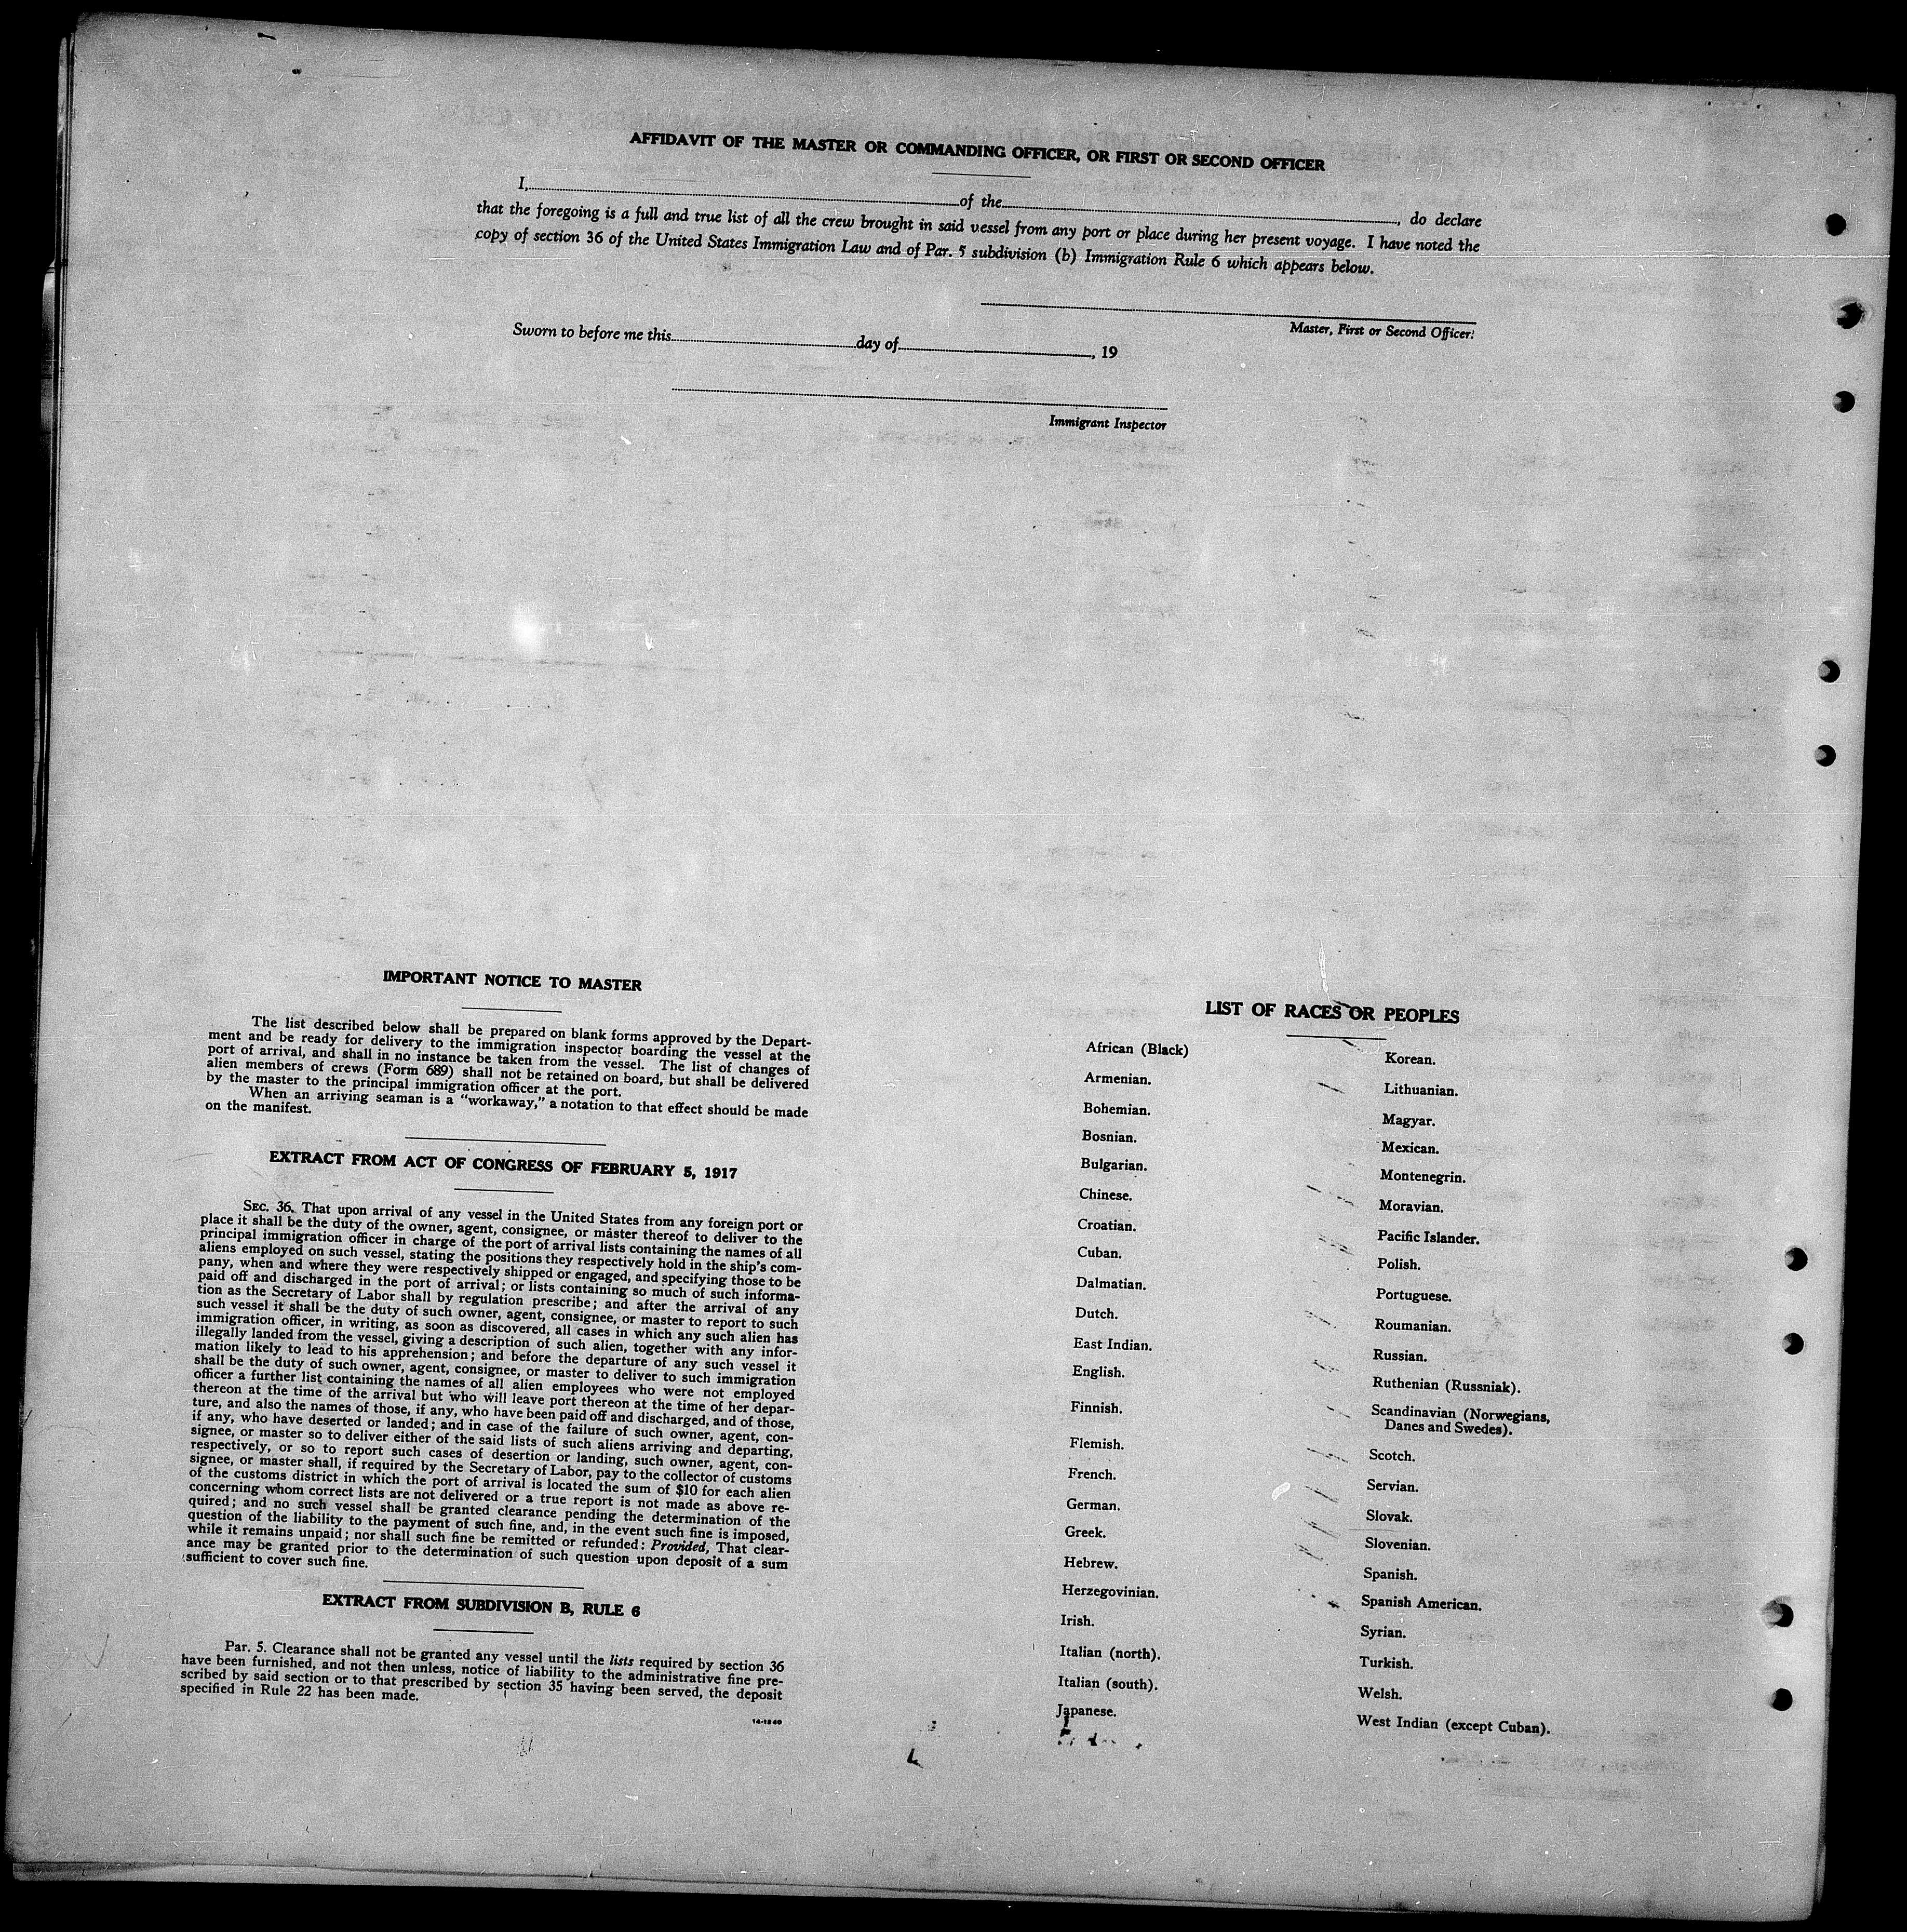 AFFIDAVIT OF THE MASTER OR COMMANDING OFFICER, OR FIRST OR SECOND OFFICER
I, of the , do declare
that the foregoing is a full and true list of all the crew brought in said vessel from any port or place during her present voyage. I have noted the
copy of section 36 of the United States Immigration Law and of Par. 5 subdivision (b) Immigration Rule 6 which appears below.
Master, First or Second Officer.
Sworn to before me this day of , 19
Immigrant Inspector
IMPORTANT NOTICE TO MASTER
The list described below shall be prepared on blank forms approved by the Depart-
ment and be ready for delivery to the immigration inspector boarding the vessel at the
port of arrival, and shall in no instance be taken from the vessel. The list of changes of
alien members of crews (Form 689) shall not be retained on board, but shall be delivered
by the master to the principal immigration officer at the port.
When an arriving seaman is a "workaway," a notation to that effect should be made
on the manifest.
EXTRACT FROM ACT OF CONGRESS OF FEBRUARY 5, 1917
SEC. 36. That upon arrival of any vessel in the United States from any foreign port or
place it shall be the duty of the owner, agent, consignee, or master thereof to deliver to the
principal immigration officer in charge of the port of arrival lists containing the names of all
aliens employed on such vessel, stating the positions they respectively hold in the ship's com-
pany, when and where they were respectively shipped or engaged, and specifying those to be
paid off and discharged in the port of arrival; or lists containing so much of such informa-
tion as the Secretary of Labor shall by regulation prescribe; and after the arrival of any
such vessel it shall be the duty of such owner, agent, consignee, or master to report to such
immigration officer, in writing, as soon as discovered, all cases in which any such alien has
illegally landed from the vessel, giving a description of such alien, together with any infor-
mation likely to lead to his apprehension; and before the departure of any such vessel it
shall be the duty of such owner, agent, consignee, or master to deliver to such immigration
officer a further list containing the names of all alien employees who were not employed
thereon at the time of the arrival but who will leave port thereon at the time of her depar-
ture, and also the names of those, if any, who have been paid off and discharged, and of those,
if any, who have deserted or landed; and in case of the failure of such owner, agent, con-
signee, or master so to deliver either of the said lists of such aliens arriving and departing,
respectively, or so to report such cases of desertion or landing, such owner, agent, con-
signee, or master shall, if required by the Secretary of Labor, pay to the collector of customs
of the customs district in which the port of arrival is located the sum of $10 for each alien
concerning whom correct lists are not delivered or a true report is not made as above re-
quired; and no such vessel shall be granted clearance pending the determination of the
question of the liability to the payment of such fine, and, in the event such fine is imposed,
while it remains unpaid; nor shall such fine be remitted or refunded: Provided, That clear-
ance may be granted prior to the determination of such question upon deposit of a sum
sufficient to cover such fine.
EXTRACT FROM SUBDIVISION B, RULE 6
Par. 5. Clearance shall not be granted any vessel until the lists required by section 36
have been furnished, and not then unless, notice of liability to the administrative fine pre-
scribed by said section or to that prescribed by section 35 having been served, the deposit
specified in Rule 22 has been made.
14-1240
LIST OF RACES OR PEOPLES
African (Black)
Armenian.
Bohemian.
Bosnian.
Bulgarian.
Chinese.
Croatian.
Cuban.
Dalmatian.
Dutch.
East Indian.
English.
Finnish.
Flemish.
French.
German.
Greek.
Hebrew.
Herzegovinian.
Irish.
Italian (north).
Italian (south).
Japanese.
Korean.
Lithuanian.
Magyar.
Mexican.
Montenegrin.
Moravian.
Pacific Islander.
Polish.
Portuguese.
Roumanian.
Russian.
Ruthenian (Russniak).
Scandinavian (Norwegians,
Danes and Swedes).
Scotch.
Servian.
Slovak.
Slovenian.
Spanish.
Spanish American.
Syrian.
Turkish.
Welsh.
West Indian (except Cuban).